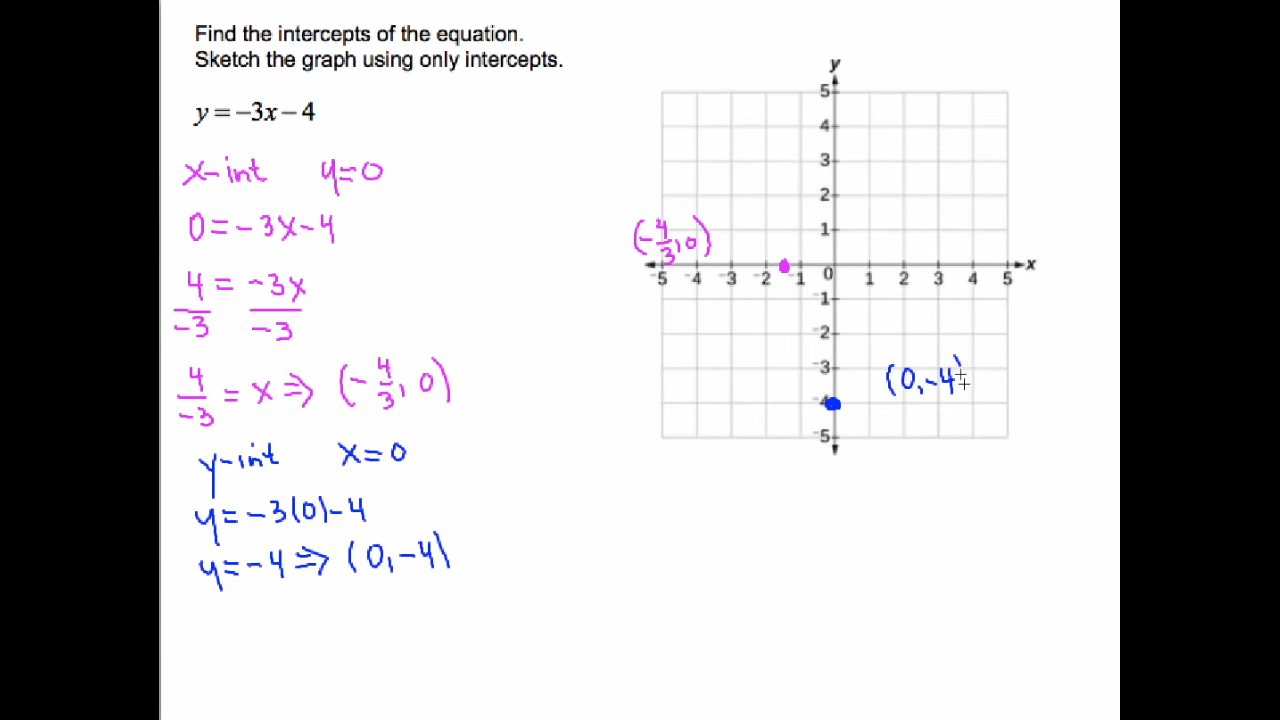 Find the intercepts of the equation.
Sketch the graph using only intercepts.
y = −3x − 4
x-int y=0
0 = -3x-4
4 = -3x
-3 -3
4
-3 = x ⇒ (-4/3, 0)
y-int x=0
y = -3(0)-4
y = -4 ⇒ (0,-4)
y
5
4
3
2
1
(-4/3, 0)
-5 -4 -3 -2 -1 0 1 2 3 4 5 x
-1
-2
-3
(0,-4)
-4
-5